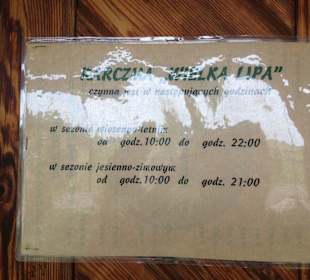 KARCZMA „WIELKA LIPA”
czynna jest w następujących godzinach
w sezonie wiosenno-letnim
od godz. 10:00 do godz. 22:00
w sezonie jesienno-zimowym
od godz. 10:00 do godz. 21:00